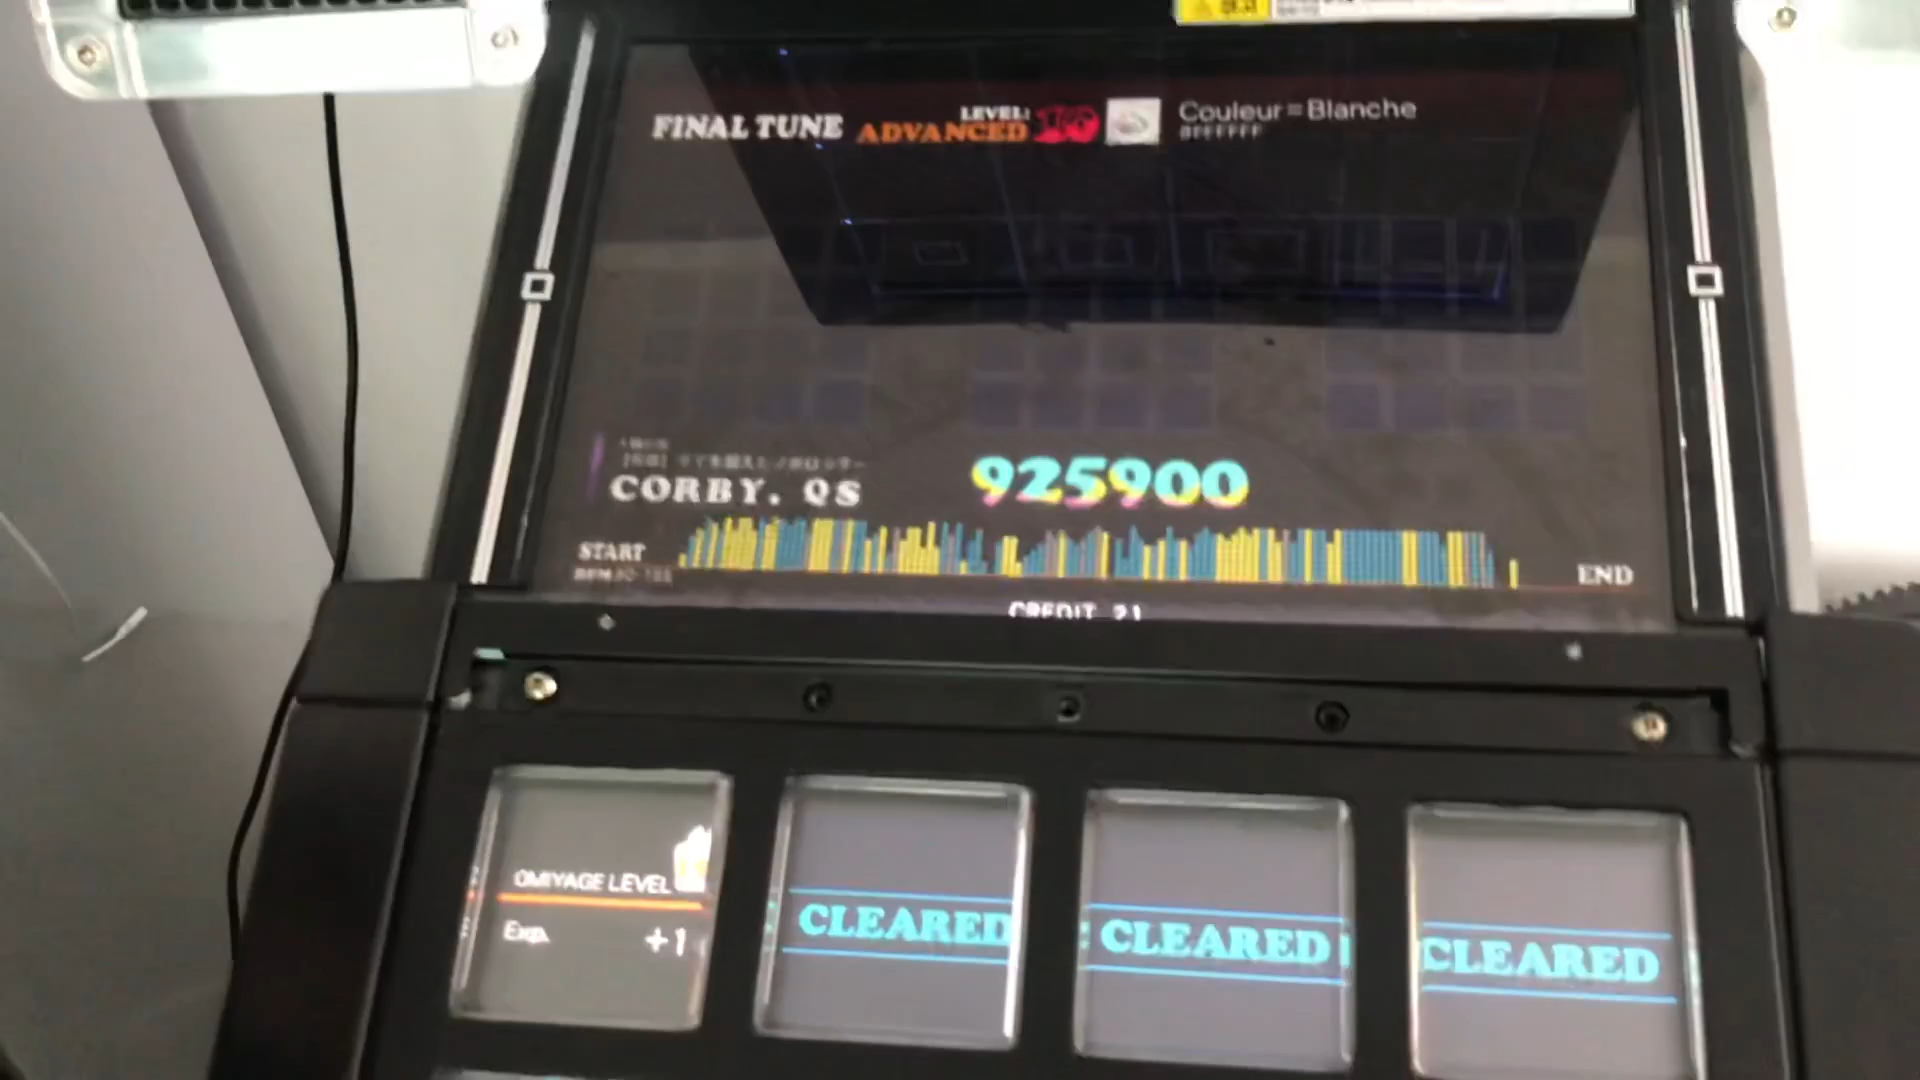 FINAL TUNE
LEVEL:
ADVANCED 10
Couleur=Blanche
CORBY. QS
925900
START
END
CREDIT 21
OMIYAGE LEVEL
Exp. +1
CLEARED
CLEARED
CLEARED